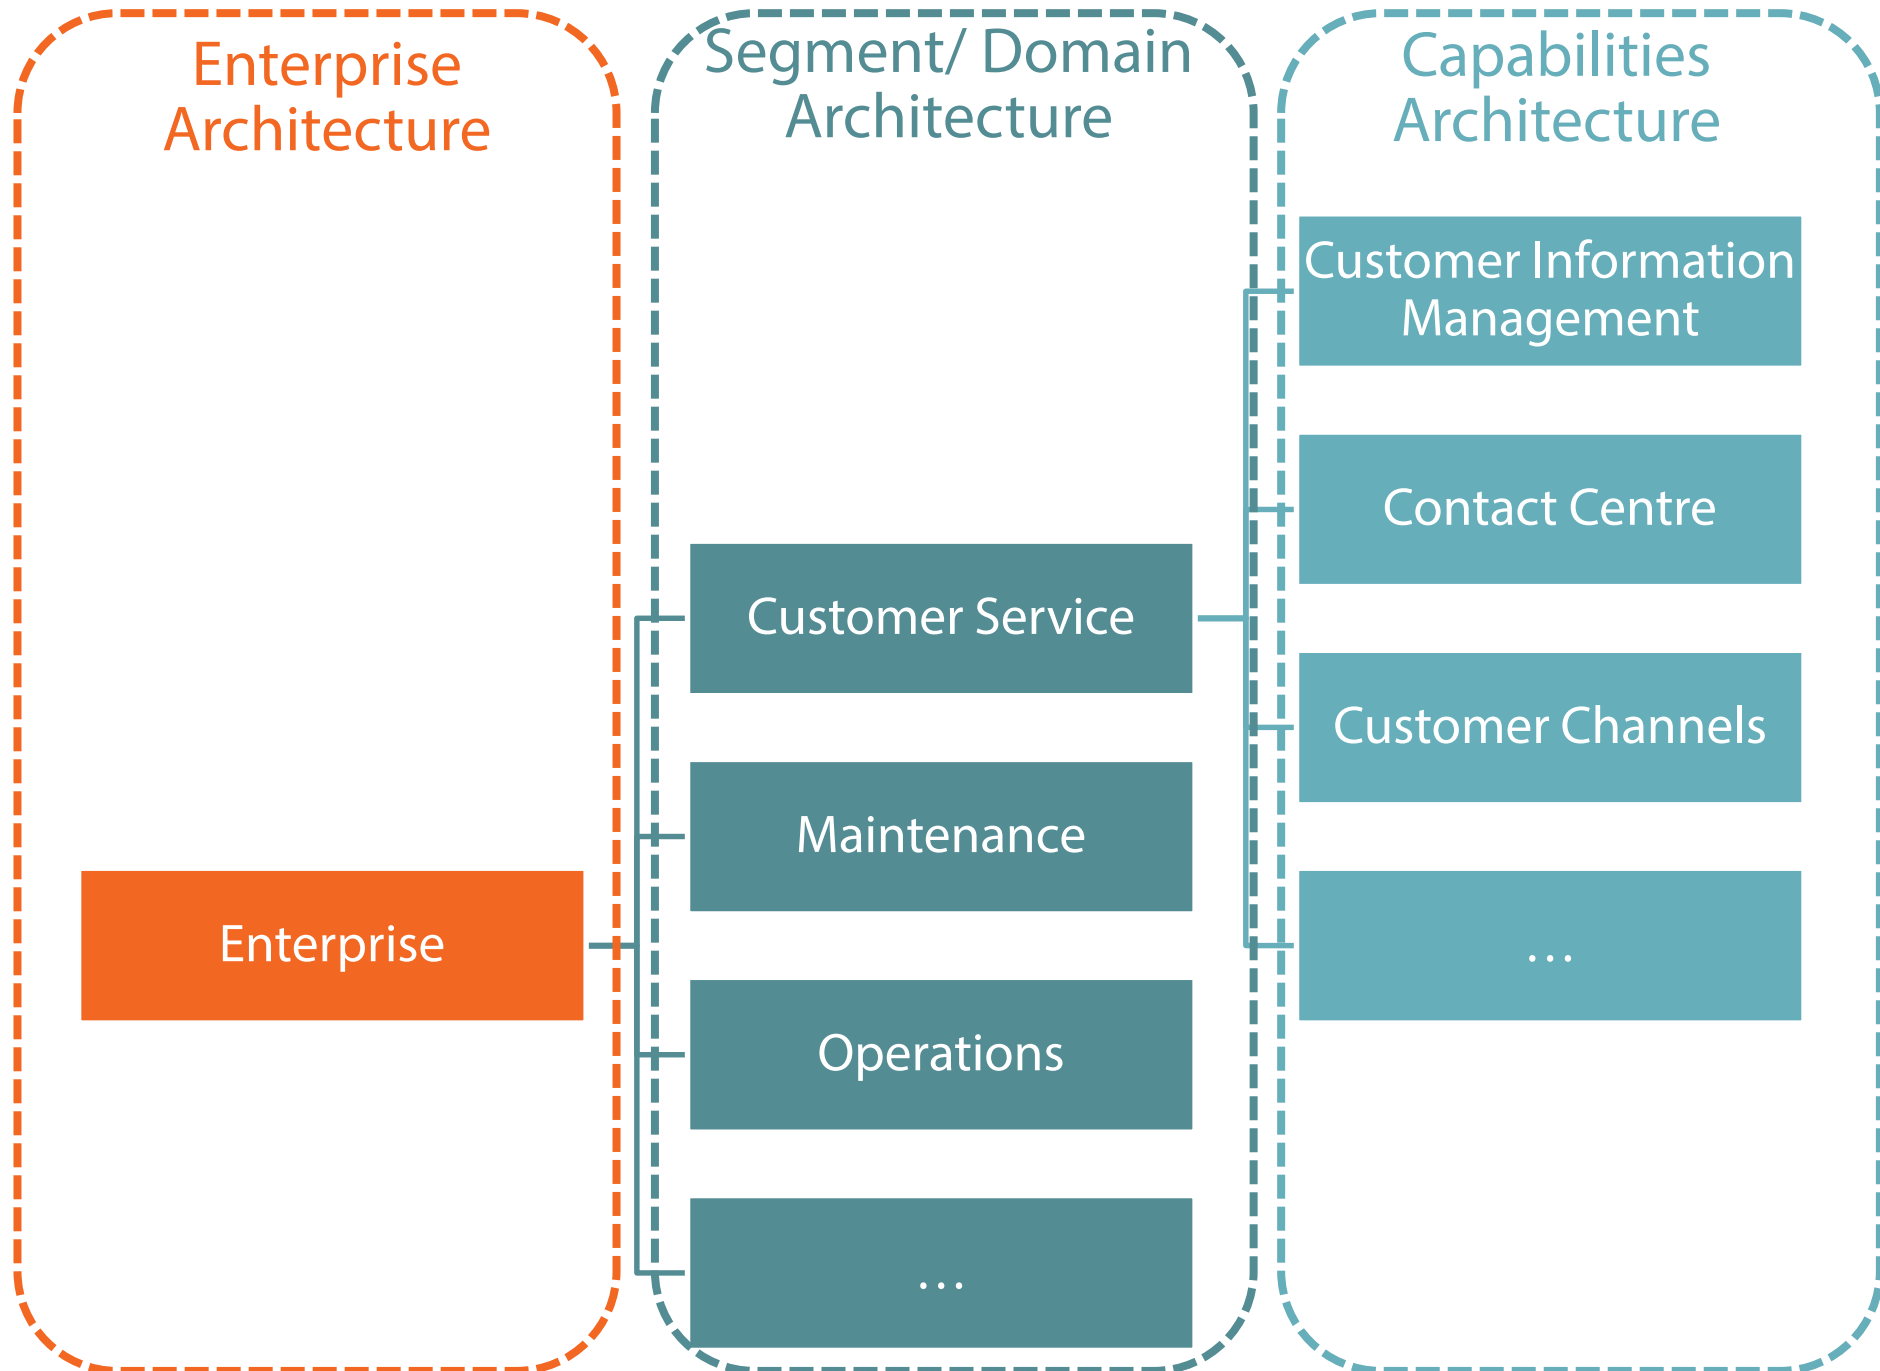 Enterprise
Architecture
Segment/ Domain
Architecture
Capabilities
Architecture
Enterprise
Customer Service
Maintenance
Operations
...
Customer Information
Management
Contact Centre
Customer Channels
...